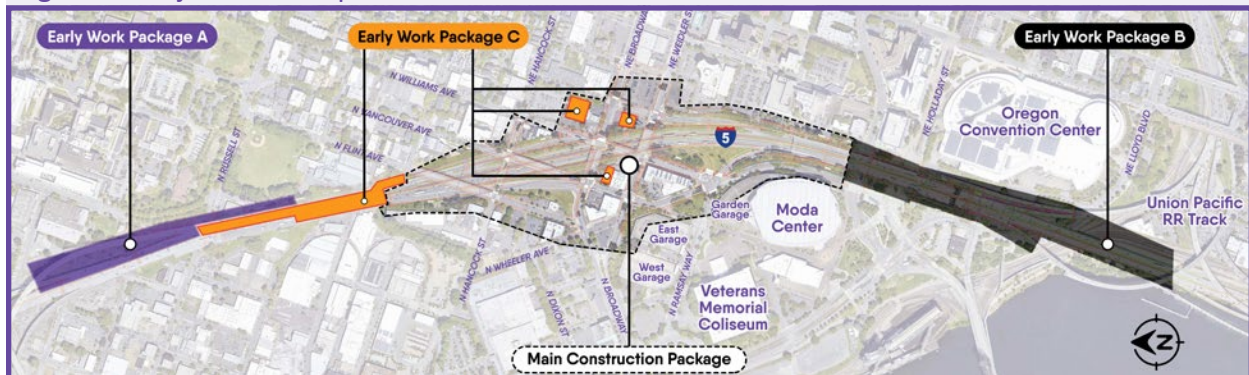 Early Work Package A
Early Work Package C
Early Work Package B
NE HANCOCK ST
NE BROADWAY
NE WEIDLER ST
N WILLIAMS AVE
N VANCOUVER AVE
N FLINT AVE
N RUSSELL ST
5
NE HOLLADAY ST
Oregon
Convention Center
NE LLOYD BLVD
Union Pacific
RR Track
Garden
Garage
Moda
Center
East
Garage
West
Garage
N HANCOCK ST
N WHEELER AVE
N DIXON ST
N BROADWAY
N RAMSAY WAY
Veterans
Memorial
Coliseum
Main Construction Package
Z